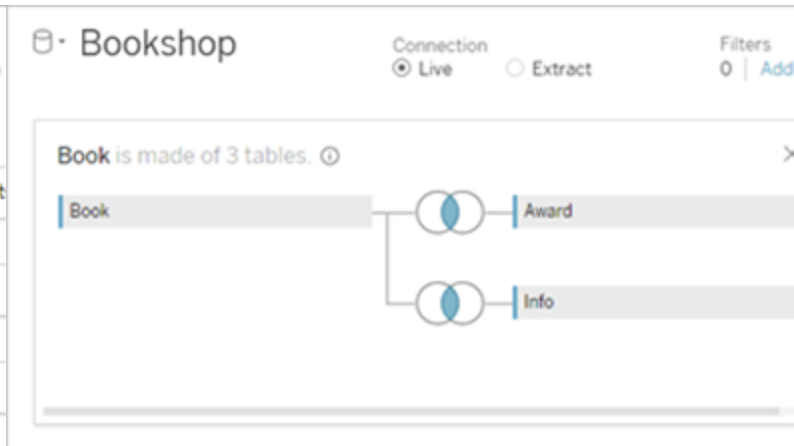 Bookshop
Connection
Live Extract
Filters
0 Add
Book is made of 3 tables.
Book
Award
Info